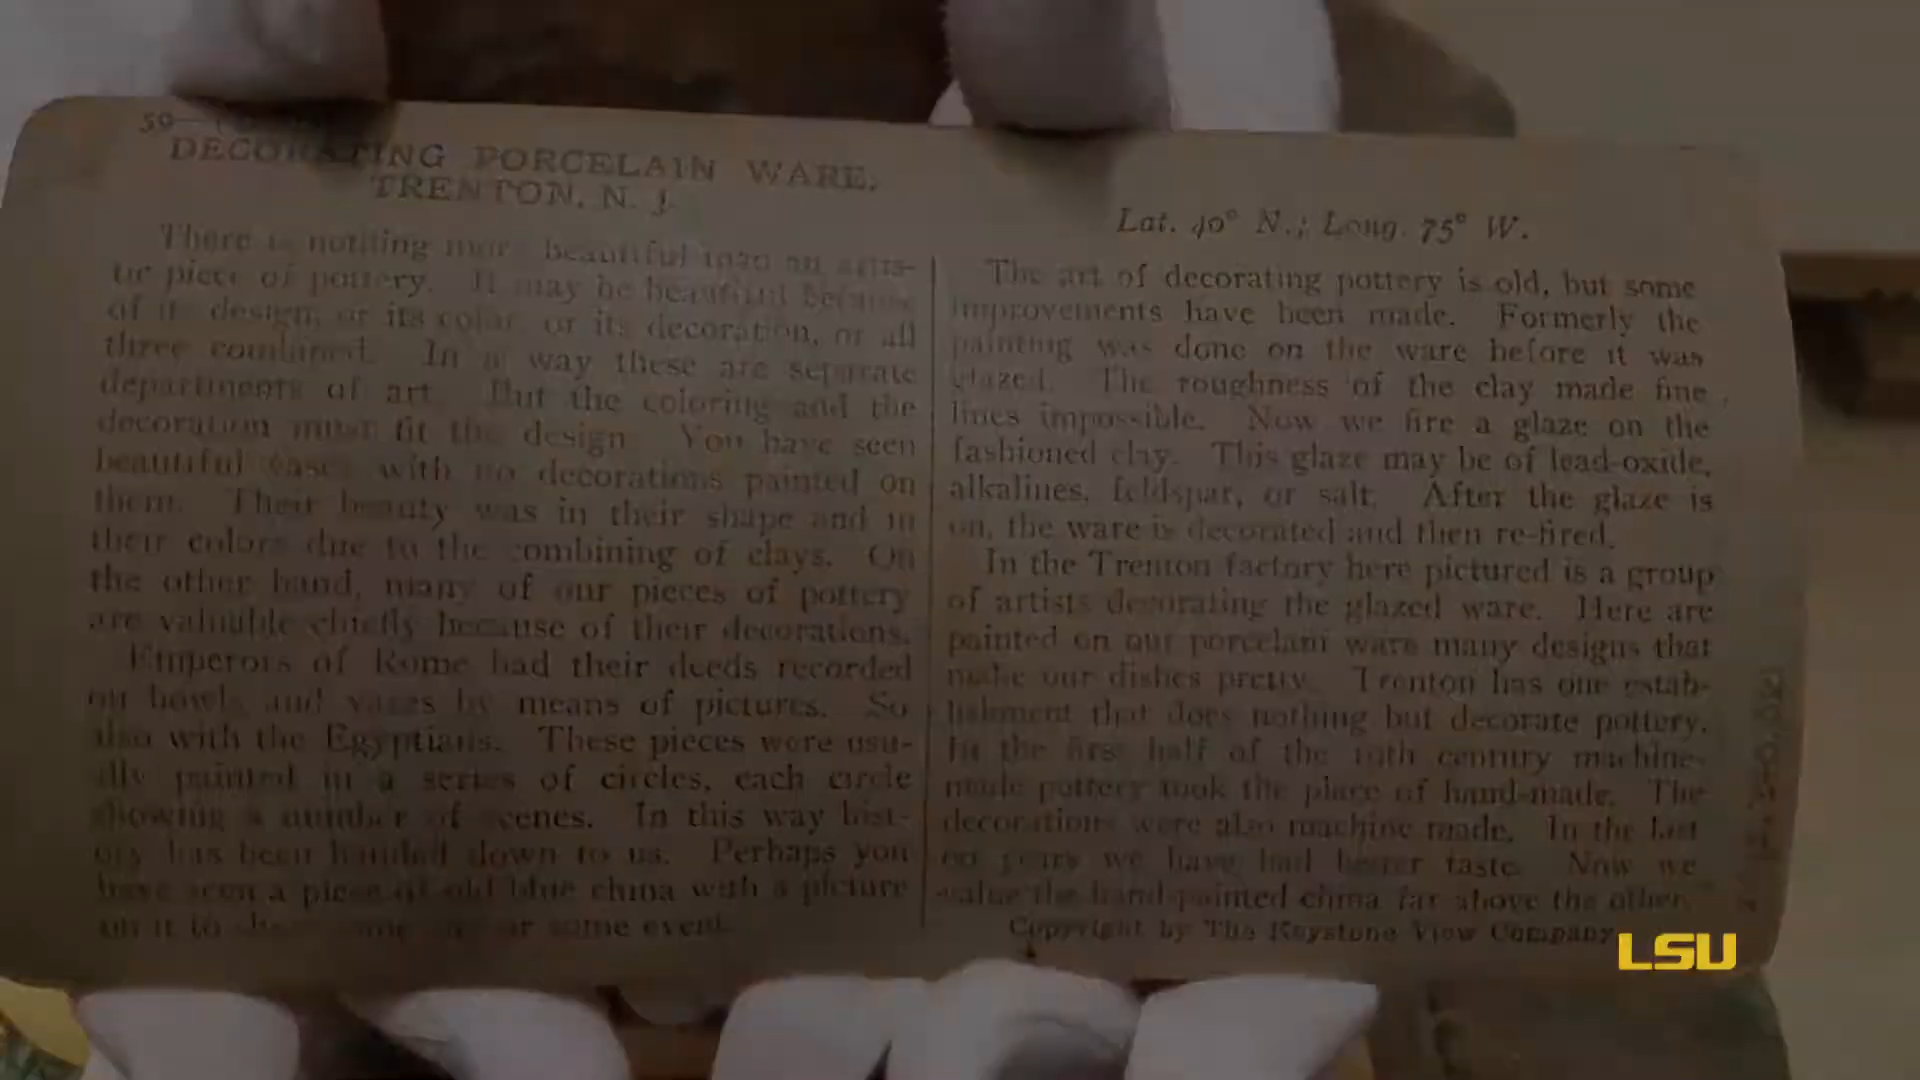 59—
DECORATING PORCELAIN WARE,
TRENTON, N. J.
There is nothing more beautiful than an artis-
tic piece of pottery. It may be beautiful because
of its design, or its color, or its decoration, or all
three combined. In a way these are separate
departments of art. But the coloring and the
decoration must fit the design. You have seen
beautiful vases with no decorations painted on
them. Their beauty was in their shape and in
their colors due to the combining of clays. On
the other hand, many of our pieces of pottery
are valuable chiefly because of their decorations.
Emperors of Rome had their deeds recorded
on bowls and vases by means of pictures. So
also with the Egyptians. These pieces were usu-
ally painted in a series of circles, each circle
showing a number of scenes. In this way hist-
ory has been handed down to us. Perhaps you
have seen a piece of old blue china with a picture
on it to show some or some event.
Lat. 40° N.; Long. 75° W.
The art of decorating pottery is old, but some
improvements have been made. Formerly the
painting was done on the ware before it was
glazed. The roughness of the clay made fine
lines impossible. Now we fire a glaze on the
fashioned clay. This glaze may be of lead-oxide,
alkalines, feldspar, or salt. After the glaze is
on, the ware is decorated and then re-fired.
In the Trenton factory here pictured is a group
of artists decorating the glazed ware. Here are
painted on our porcelain ware many designs that
make our dishes pretty. Trenton has one estab-
lishment that does nothing but decorate pottery.
In the first half of the 19th century machine-
made pottery took the place of hand-made. The
decorations were also machine made. In the last
years we have had better taste. Now we
value the hand-painted china far above the other.
Copyright by The Keystone View Company
LSU